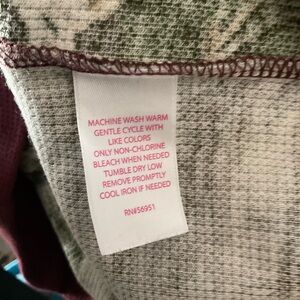 MACHINE WASH WARM
GENTLE CYCLE WITH
LIKE COLORS
ONLY NON-CHLORINE
BLEACH WHEN NEEDED
TUMBLE DRY LOW
REMOVE PROMPTLY
COOL IRON IF NEEDED
RN#56951